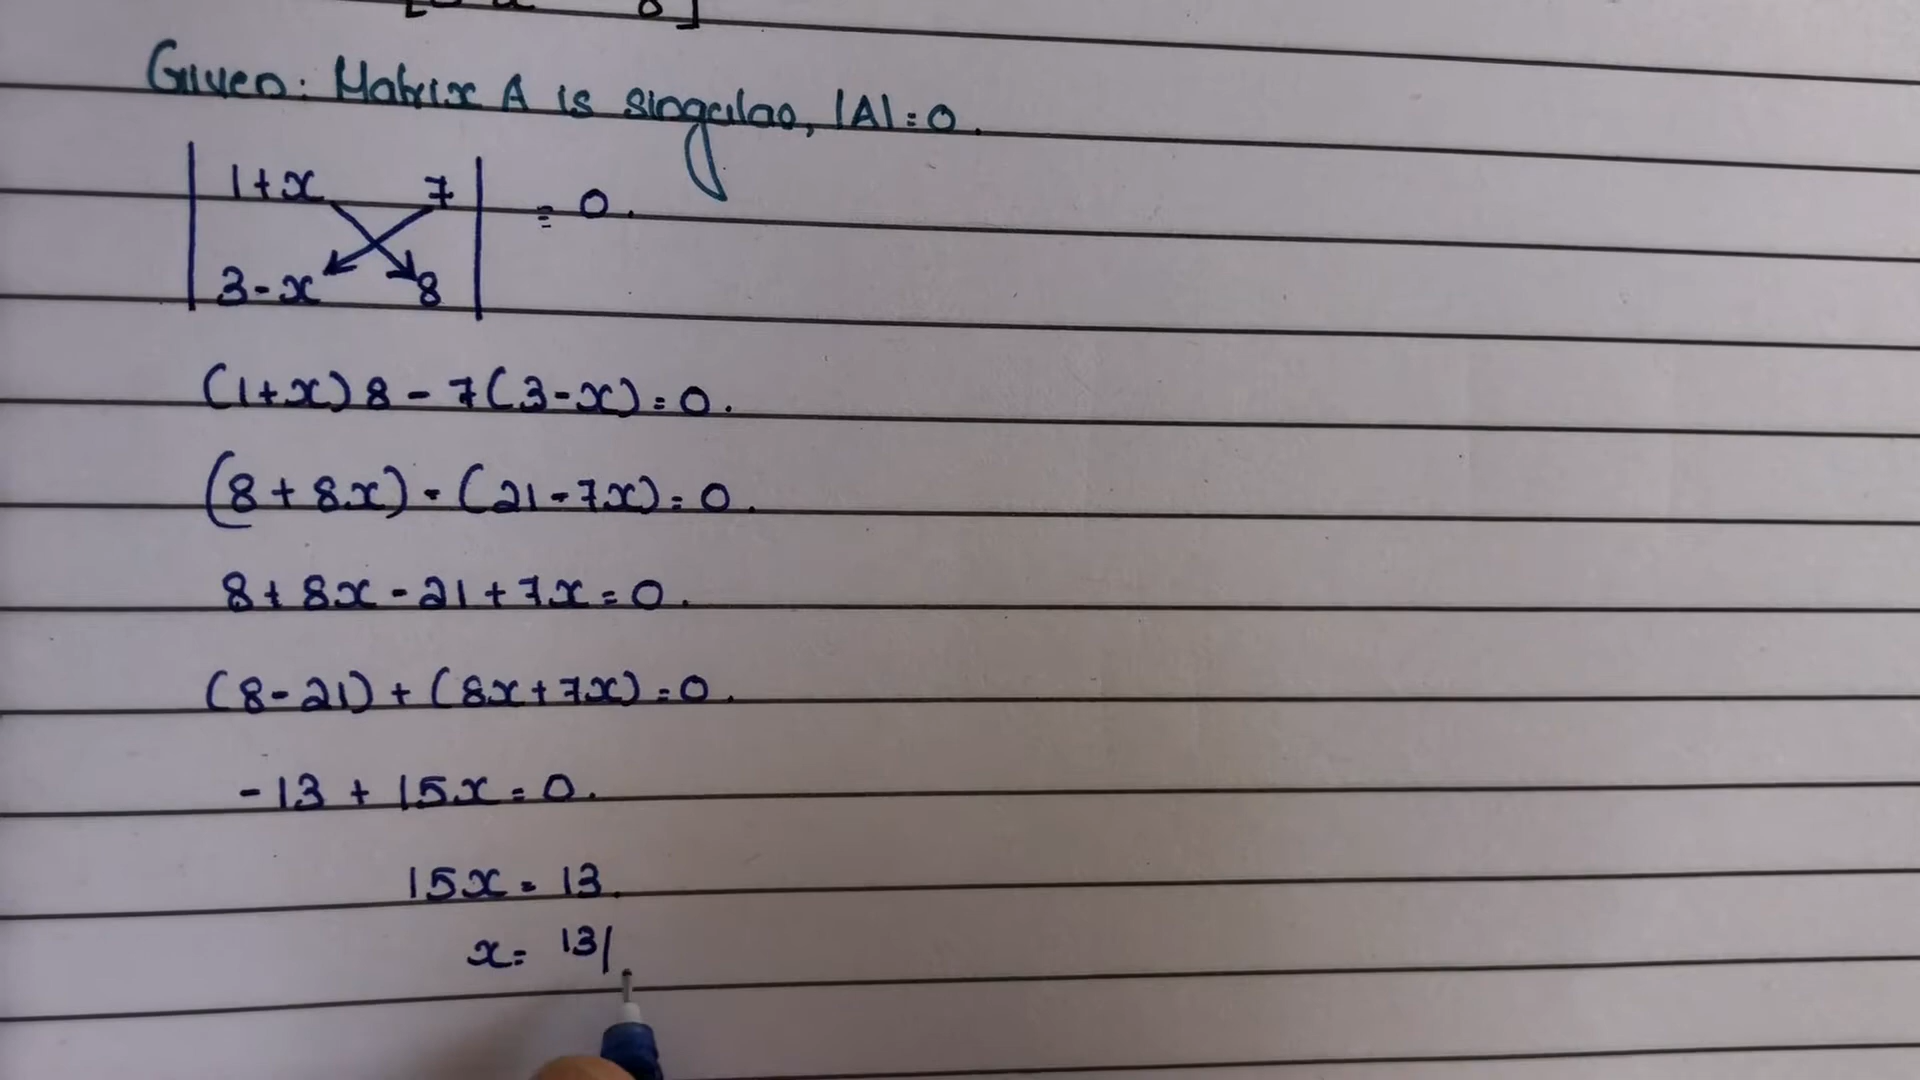 8]
Given: Matrix A is singular, |A| = 0.
| 1+x 7 | = 0.
| 3-x 8 |
(1+x) 8 - 7(3-x) = 0.
(8 + 8x) - (21 - 7x) = 0.
8 + 8x - 21 + 7x = 0.
(8 - 21) + (8x + 7x) = 0.
-13 + 15x = 0.
15x = 13.
x = 13/